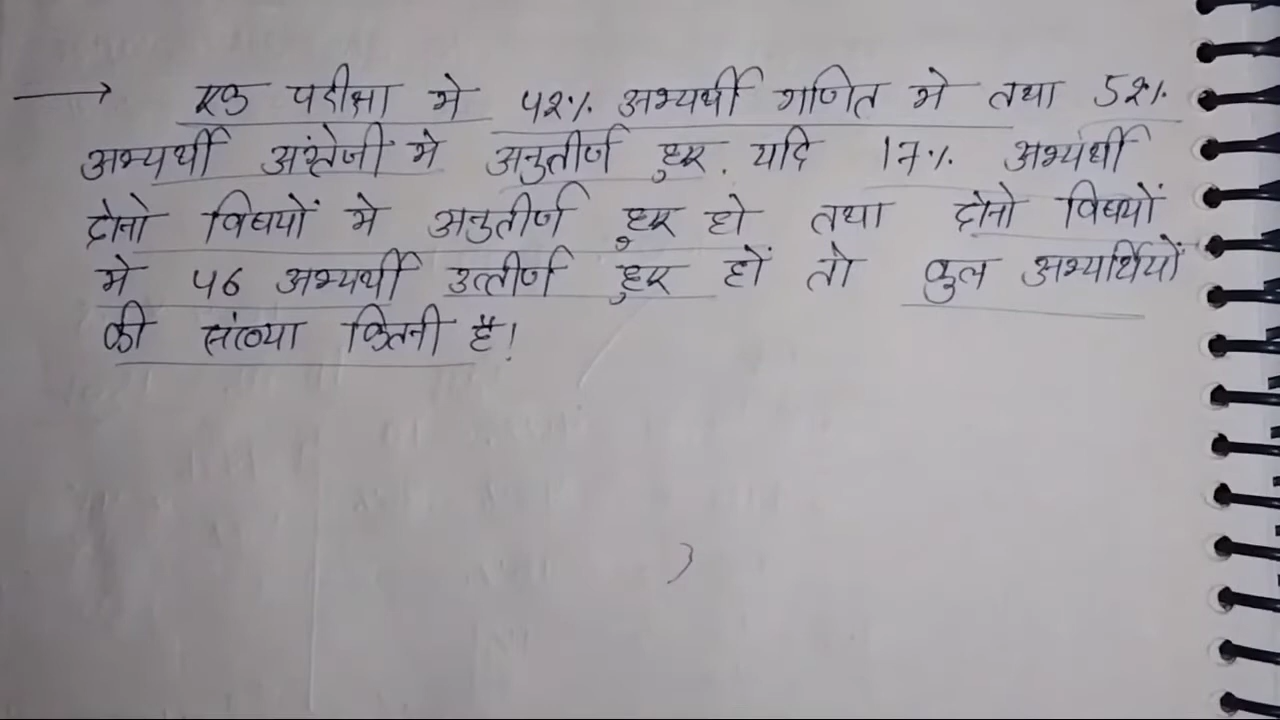 → एक परीक्षा मे 42% अभ्यर्थी गणित मे तथा 52%
अभ्यर्थी अंग्रेजी मे अनुतीर्ण हुए. यदि 17% अभ्यर्थी
दोनो विषयों मे अनुतीर्ण हूए हो तथा दोनो विषयों
मे 46 अभ्यर्थी उत्तीर्ण हुए हों तो कुल अभ्यर्थियों
की संख्या कितनी है!